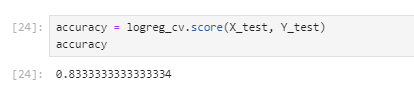 [24]: accuracy = logreg_cv.score(X_test, Y_test)
accuracy
[24]: 0.8333333333333334